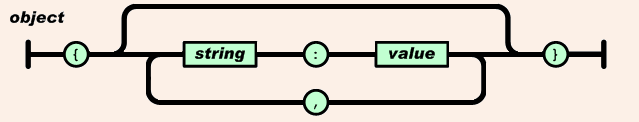 object
{ string : value }
,